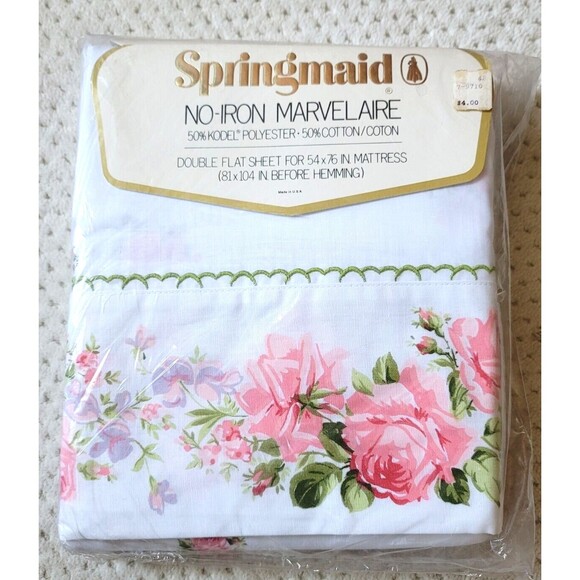 Springmaid
®
NO-IRON MARVELAIRE
50% KODEL® POLYESTER • 50% COTTON/COTON
DOUBLE FLAT SHEET FOR 54 x 76 IN. MATTRESS
(81 x 104 IN. BEFORE HEMMING)
Made in U.S.A.
$4.00